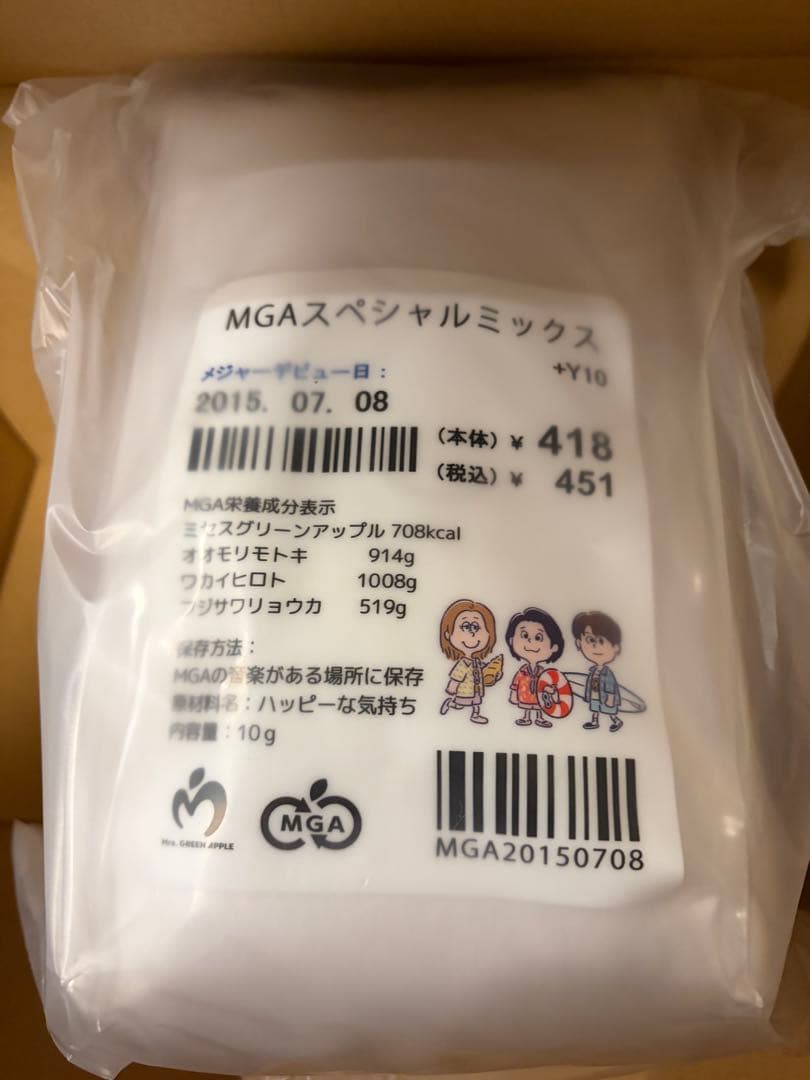 MGAスペシャルミックス
+Y10
メジャーデビュー日:
2015. 07. 08
(本体) ¥ 418
(税込) ¥ 451
MGA栄養成分表示
ミセスグリーンアップル 708kcal
オオモリモトキ 914g
ワカイヒロト 1008g
フジサワリョウカ 519g
保存方法:
MGAの音楽がある場所に保存
原材料名:ハッピーな気持ち
内容量:10g
Mrs. GREEN APPLE
MGA
MGA20150708